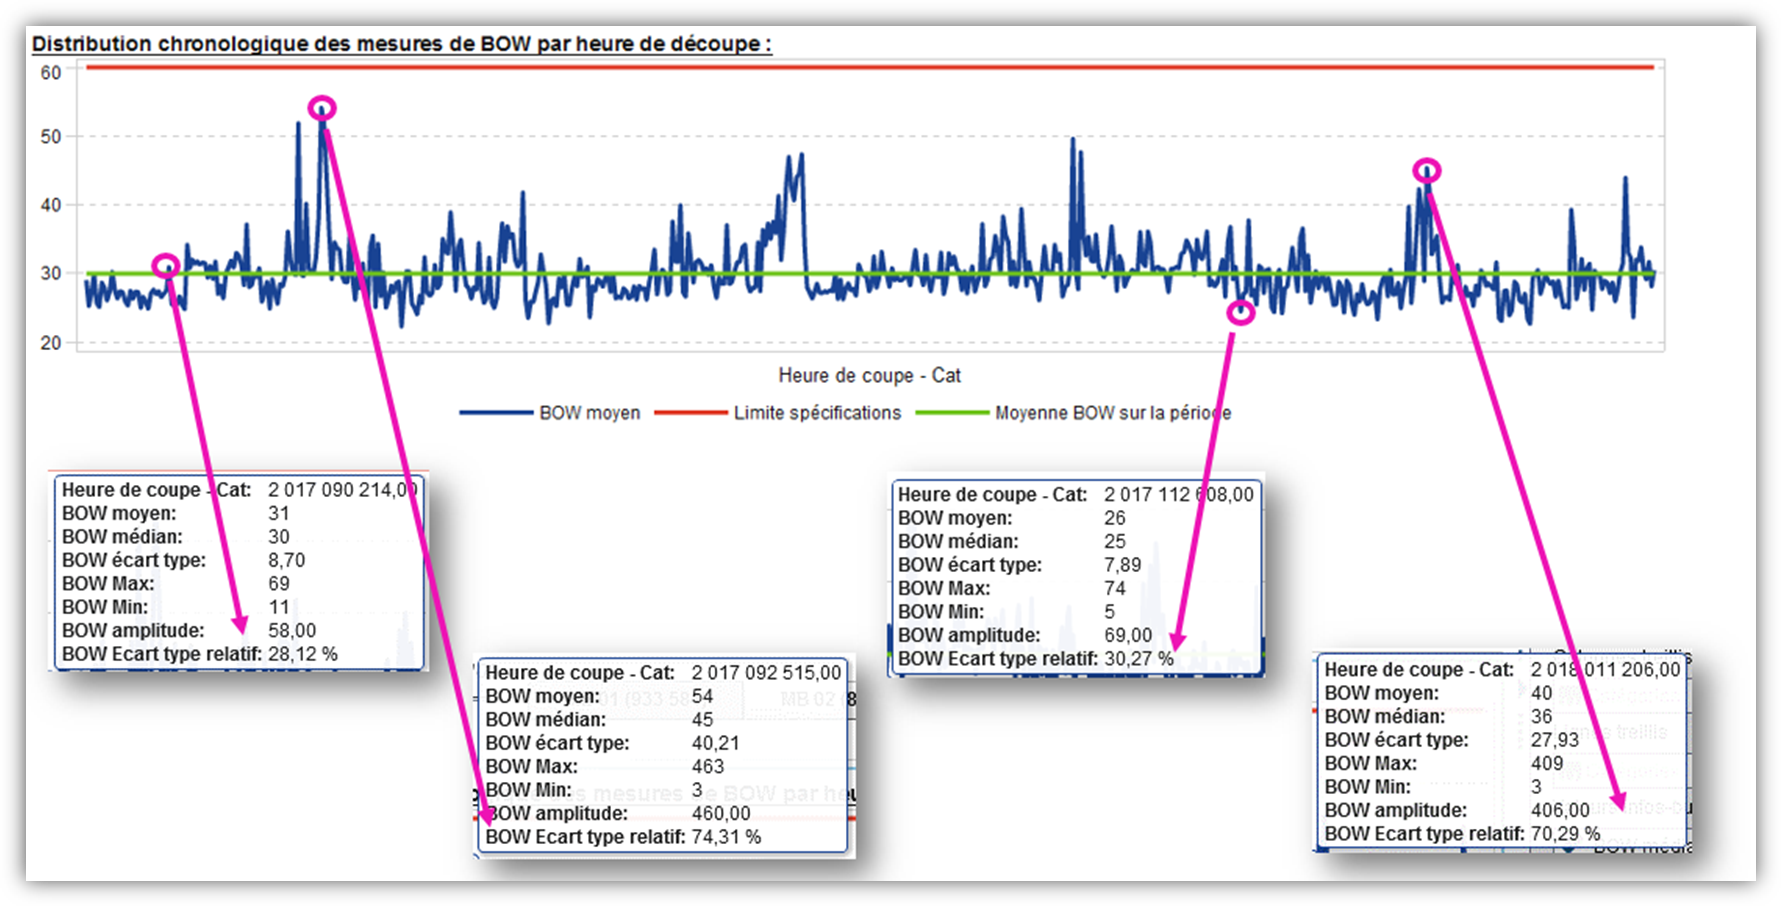 Distribution chronologique des mesures de BOW par heure de découpe :
60
50
40
30
20
Heure de coupe - Cat
BOW moyen
Limite spécifications
Moyenne BOW sur la période
Heure de coupe - Cat: 2 017 090 214,00
BOW moyen: 31
BOW médian: 30
BOW écart type: 8,70
BOW Max: 69
BOW Min: 11
BOW amplitude: 58,00
BOW Ecart type relatif: 28,12 %
Heure de coupe - Cat: 2 017 092 515,00
BOW moyen: 54
BOW médian: 45
BOW écart type: 40,21
BOW Max: 463
BOW Min: 3
BOW amplitude: 460,00
BOW Ecart type relatif: 74,31 %
Heure de coupe - Cat: 2 017 112 608,00
BOW moyen: 26
BOW médian: 25
BOW écart type: 7,89
BOW Max: 74
BOW Min: 5
BOW amplitude: 69,00
BOW Ecart type relatif: 30,27 %
Heure de coupe - Cat: 2 018 011 206,00
BOW moyen: 40
BOW médian: 36
BOW écart type: 27,93
BOW Max: 409
BOW Min: 3
BOW amplitude: 406,00
BOW Ecart type relatif: 70,29 %